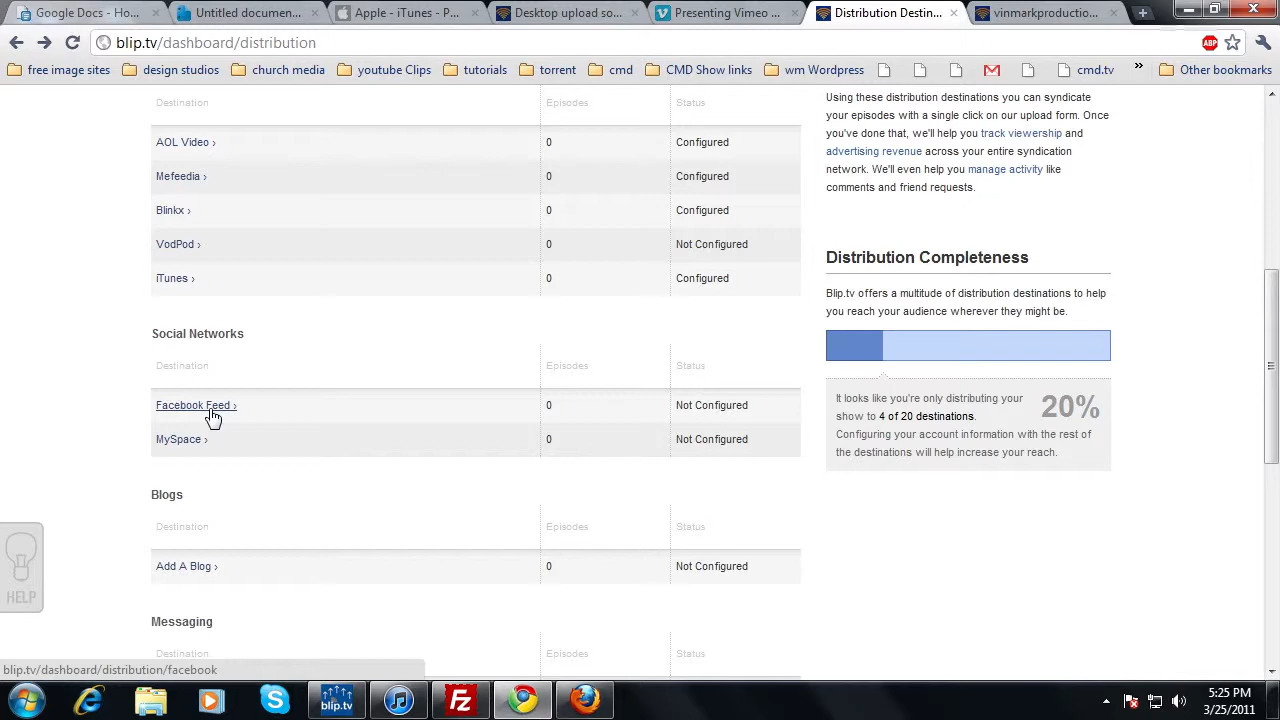 Google Docs - Ho...
Untitled documen...
Apple - iTunes - P...
Desktop upload so...
Presenting Vimeo ...
Distribution Destin...
vinmarkproductio...
blip.tv/dashboard/distribution
ABP
free image sites
design studios
church media
youtube Clips
tutorials
torrent
cmd
CMD Show links
wm Wordpress
cmd.tv
»
Other bookmarks
Destination Episodes Status
AOL Video › 0 Configured
Mefeedia › 0 Configured
Blinkx › 0 Configured
VodPod › 0 Not Configured
iTunes › 0 Configured
Social Networks
Destination Episodes Status
Facebook Feed › 0 Not Configured
MySpace › 0 Not Configured
Blogs
Destination Episodes Status
Add A Blog › 0 Not Configured
Messaging
Destination Episodes Status
Using these distribution destinations you can syndicate
your episodes with a single click on our upload form. Once
you've done that, we'll help you track viewership and
advertising revenue across your entire syndication
network. We'll even help you manage activity like
comments and friend requests.
Distribution Completeness
Blip.tv offers a multitude of distribution destinations to help
you reach your audience wherever they might be.
It looks like you're only distributing your
show to 4 of 20 destinations.
20%
Configuring your account information with the rest of
the destinations will help increase your reach.
HELP
blip.tv/dashboard/distribution/facebook
blip.tv
5:25 PM
3/25/2011